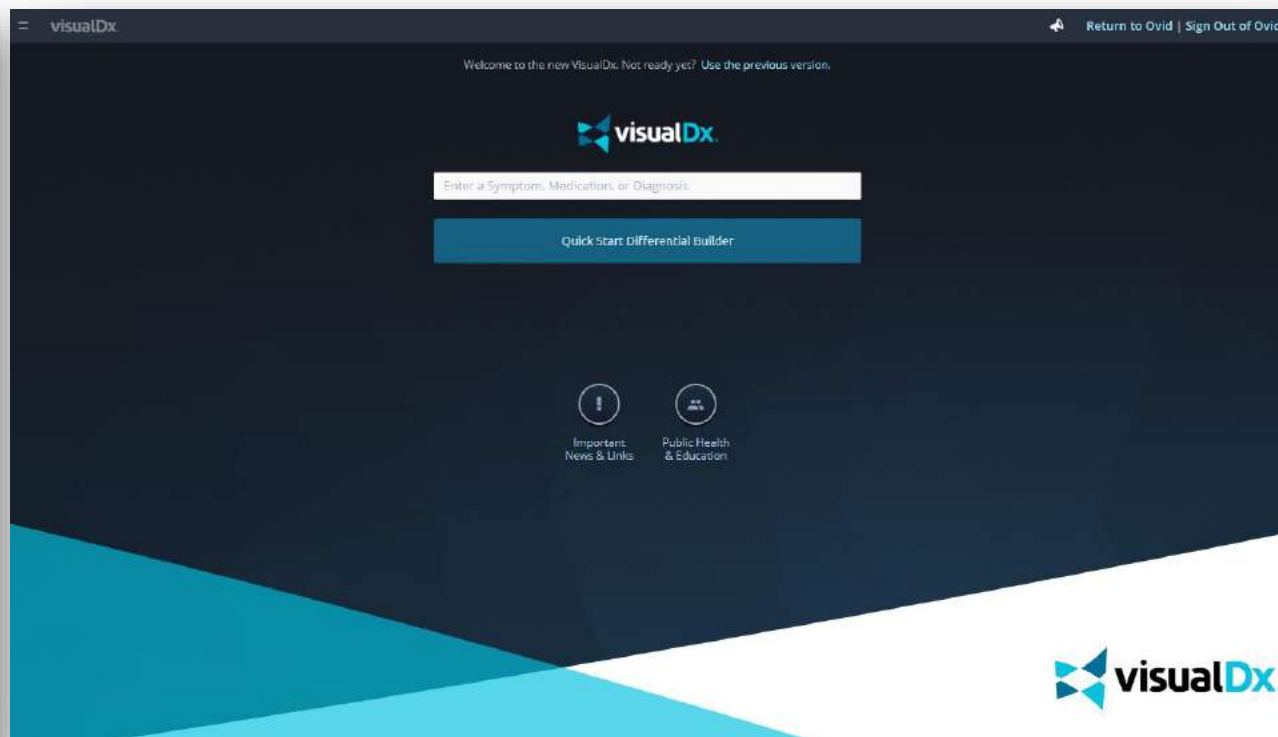 visualDx
Return to Ovid | Sign Out of Ovid
Welcome to the new VisualDx. Not ready yet? Use the previous version.
visualDx.
Enter a Symptom, Medication, or Diagnosis
Quick Start Differential Builder
Important
News & Links
Public Health
& Education
visualDx